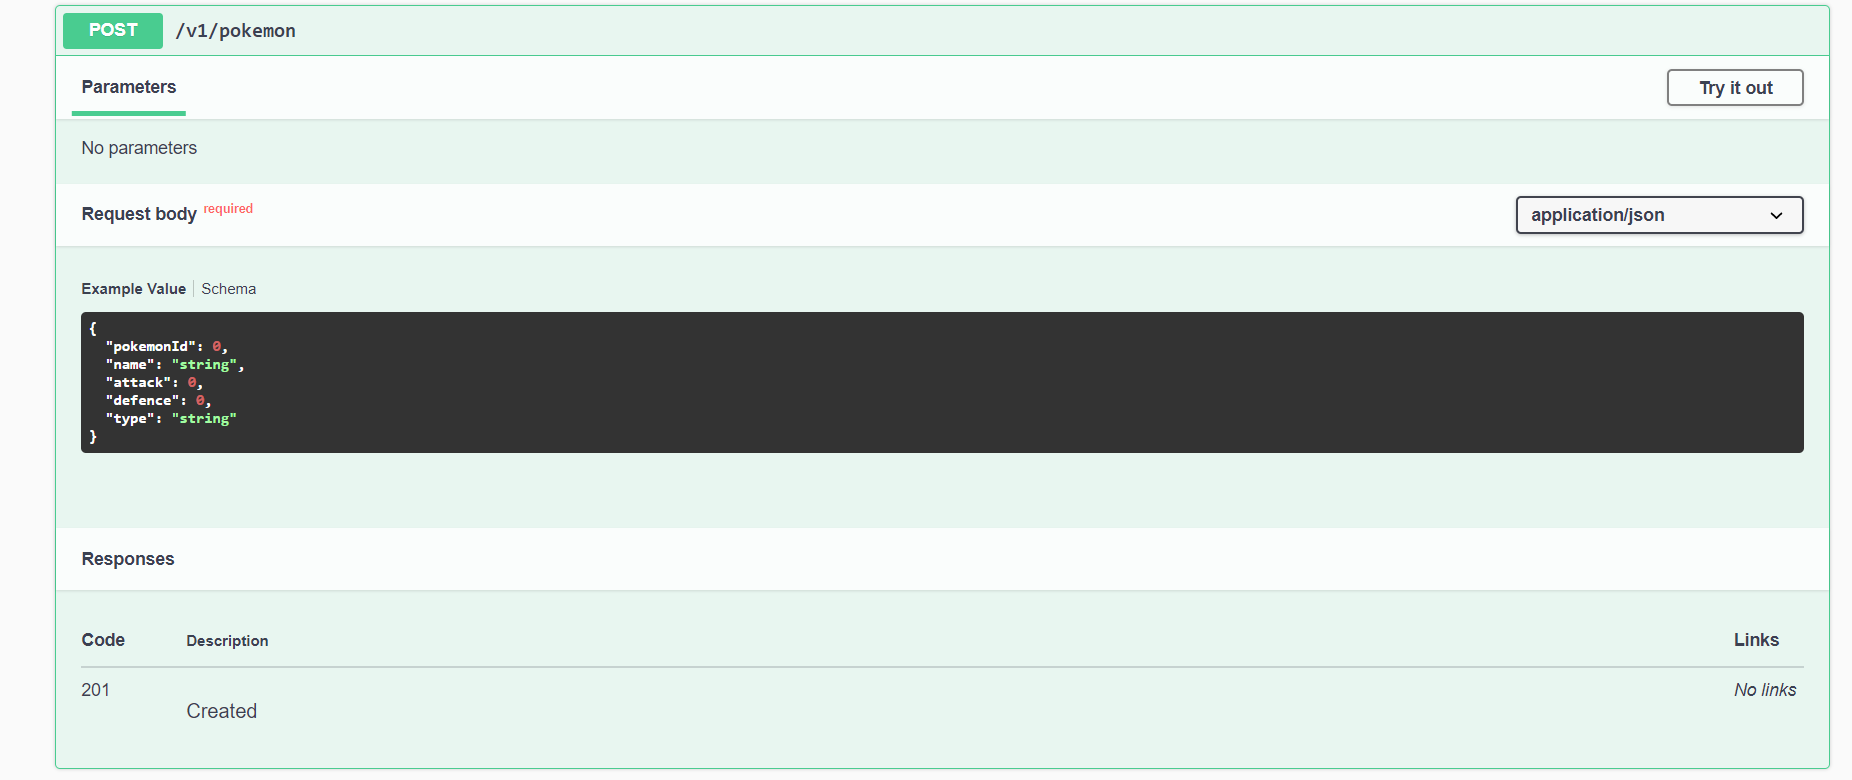 POST /v1/pokemon
Parameters
Try it out
No parameters
Request body required
application/json
Example Value Schema
{
  "pokemonId": 0,
  "name": "string",
  "attack": 0,
  "defence": 0,
  "type": "string"
}
Responses
Code Description Links
201 No links
Created